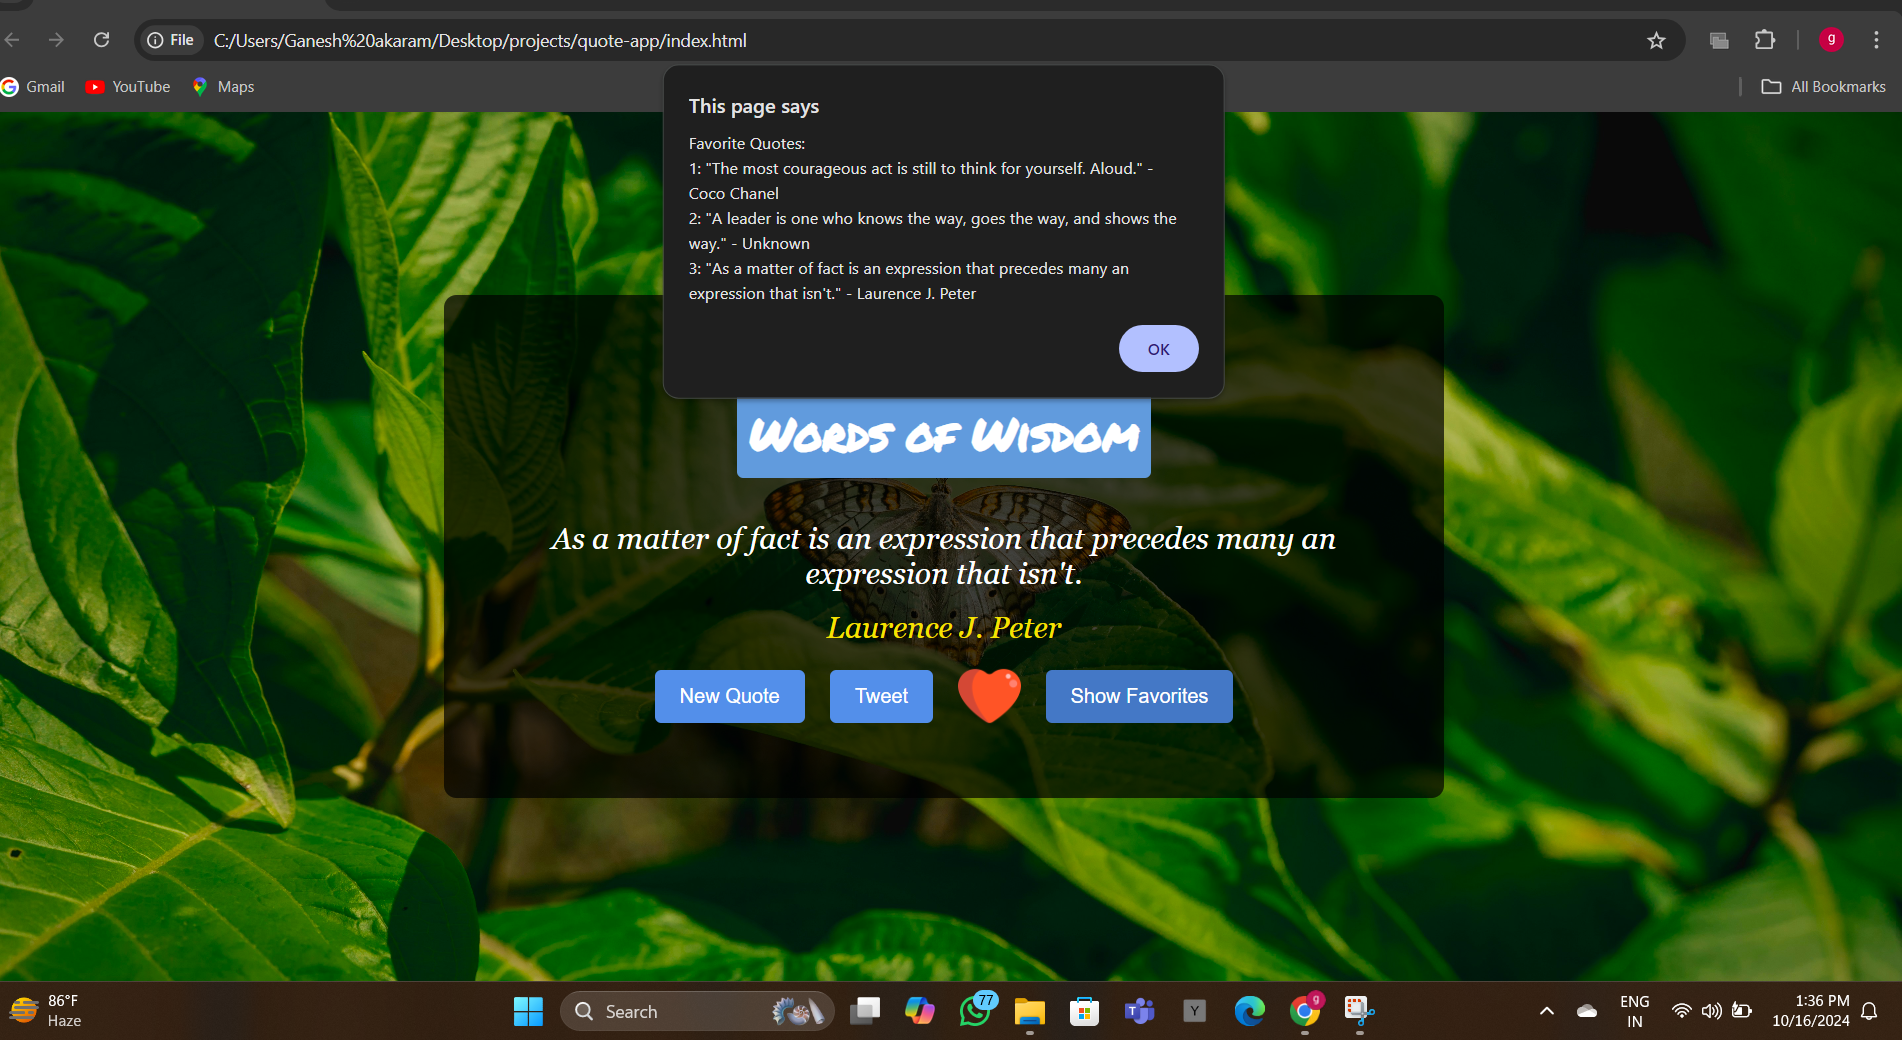 File
C:/Users/Ganesh%20akaram/Desktop/projects/quote-app/index.html
g
Gmail
YouTube
Maps
All Bookmarks
This page says
Favorite Quotes:
1: "The most courageous act is still to think for yourself. Aloud." -
Coco Chanel
2: "A leader is one who knows the way, goes the way, and shows the
way." - Unknown
3: "As a matter of fact is an expression that precedes many an
expression that isn't." - Laurence J. Peter
OK
Words of Wisdom
As a matter of fact is an expression that precedes many an
expression that isn't.
Laurence J. Peter
New Quote
Tweet
Show Favorites
86°F
Haze
Search
77
T
Y
g
ENG
IN
1:36 PM
10/16/2024